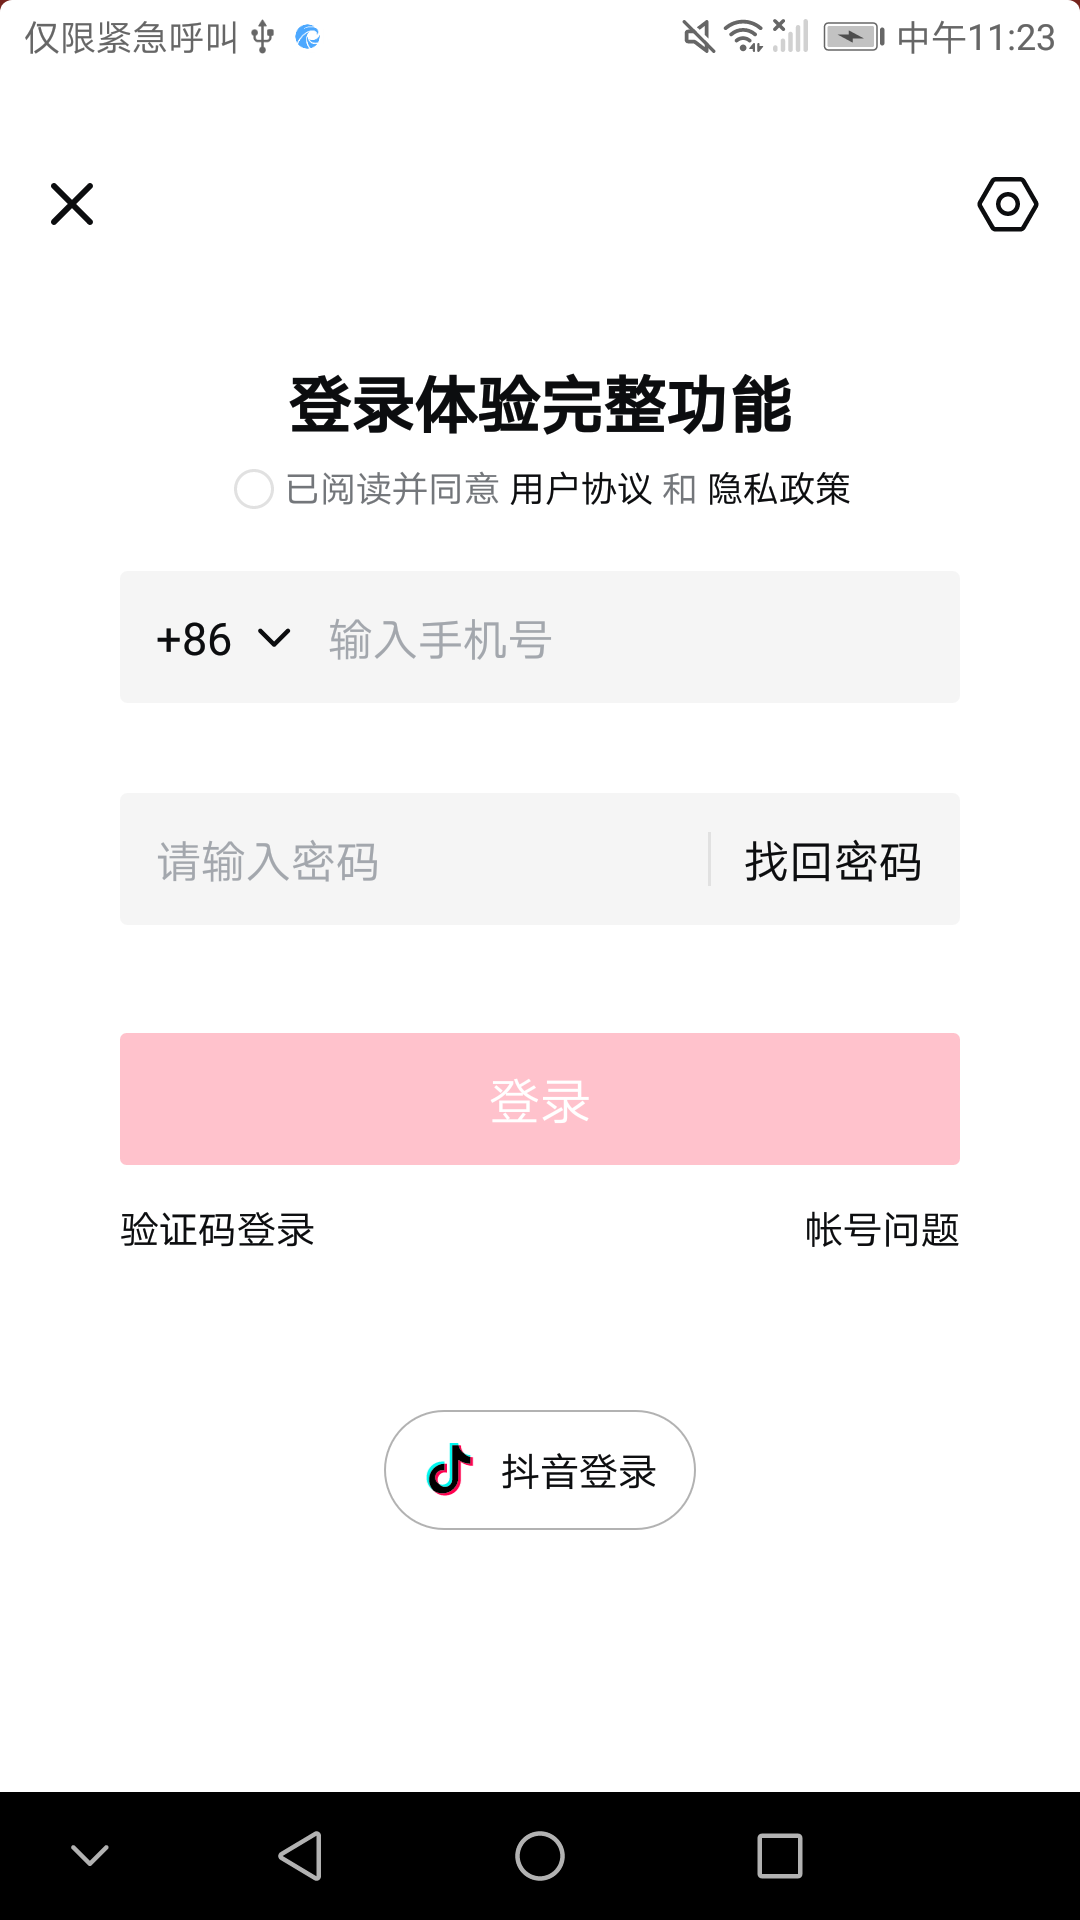 仅限紧急呼叫 中午11:23
登录体验完整功能
已阅读并同意 用户协议 和 隐私政策
+86 输入手机号
请输入密码 找回密码
登录
验证码登录 帐号问题
抖音登录